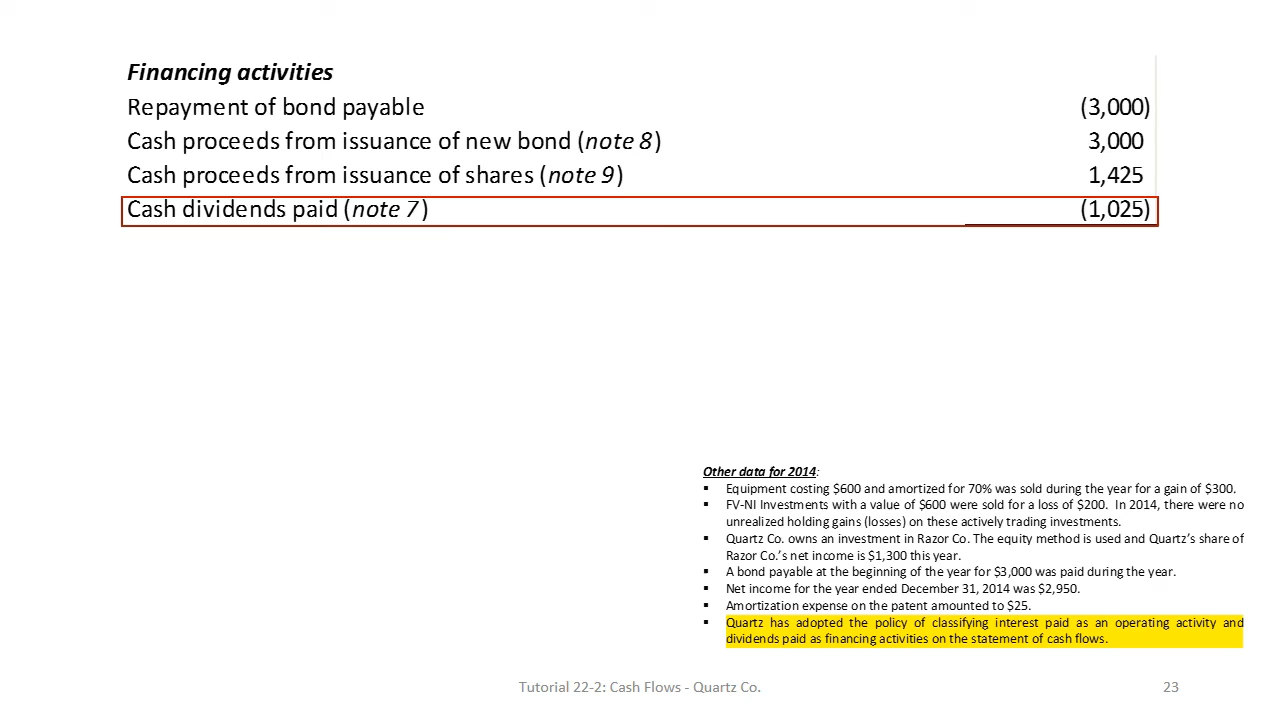 Financing activities
Repayment of bond payable (3,000)
Cash proceeds from issuance of new bond (note 8) 3,000
Cash proceeds from issuance of shares (note 9) 1,425
Cash dividends paid (note 7) (1,025)
Other data for 2014:
▪ Equipment costing $600 and amortized for 70% was sold during the year for a gain of $300.
▪ FV-NI Investments with a value of $600 were sold for a loss of $200. In 2014, there were no
unrealized holding gains (losses) on these actively trading investments.
▪ Quartz Co. owns an investment in Razor Co. The equity method is used and Quartz's share of
Razor Co.'s net income is $1,300 this year.
▪ A bond payable at the beginning of the year for $3,000 was paid during the year.
▪ Net income for the year ended December 31, 2014 was $2,950.
▪ Amortization expense on the patent amounted to $25.
▪ Quartz has adopted the policy of classifying interest paid as an operating activity and
dividends paid as financing activities on the statement of cash flows.
Tutorial 22-2: Cash Flows - Quartz Co. 23